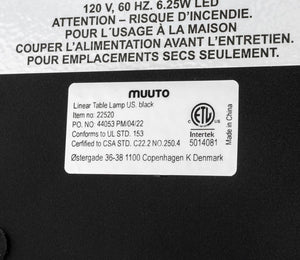 120 V, 60 HZ. 6.25W LED
ATTENTION – RISQUE D'INCENDIE.
POUR L´USAGE À LA MAISON
COUPER L'ALIMENTATION AVANT L'ENTRETIEN.
POUR EMPLACEMENTS SECS SEULEMENT.
muuto
Linear Table Lamp US. black
Item no: 22520
PO. NO: 44053 PM/04/22
Conforms to UL STD. 153
Certified to CSA STD. C22.2 NO.250.4
Østergade 36-38 1100 Copenhagen K Denmark
ETL
Intertek
5014081
Made in China